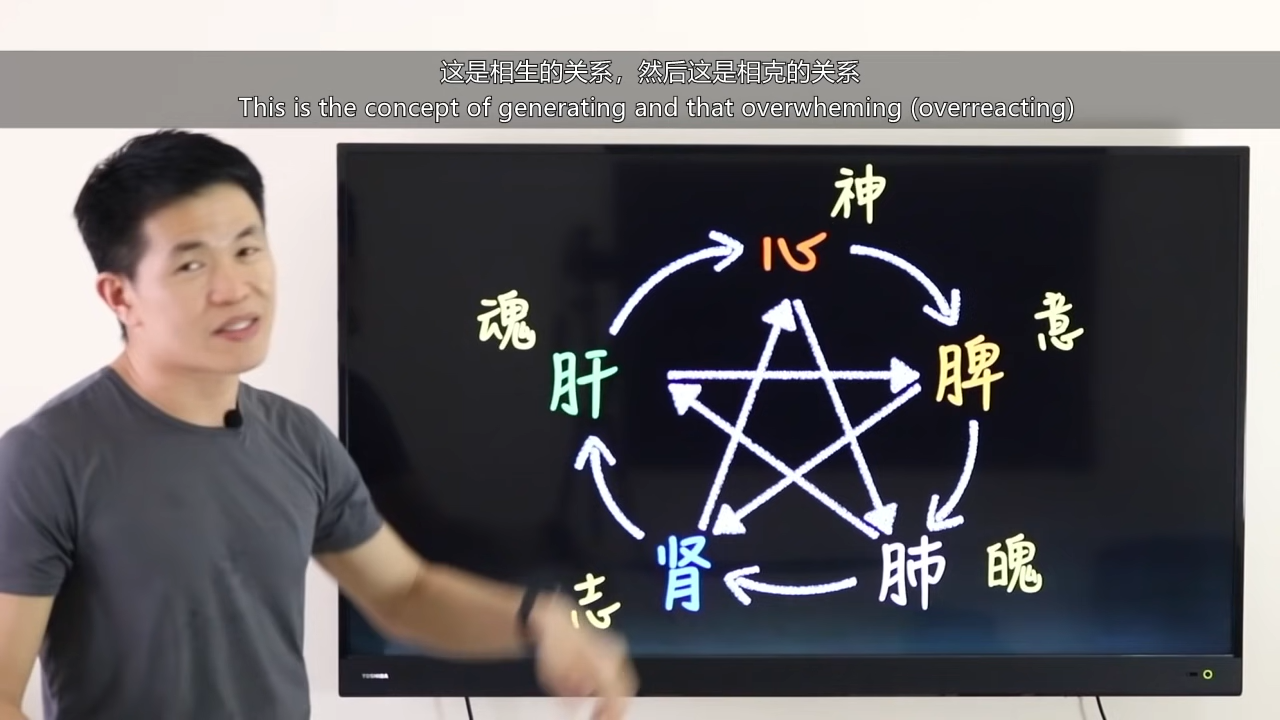 这是相生的关系，然后这是相克的关系
This is the concept of generating and that overwheming (overreacting)
神
心
魂
意
肝
脾
肾
肺
魄
志
TOSHIBA